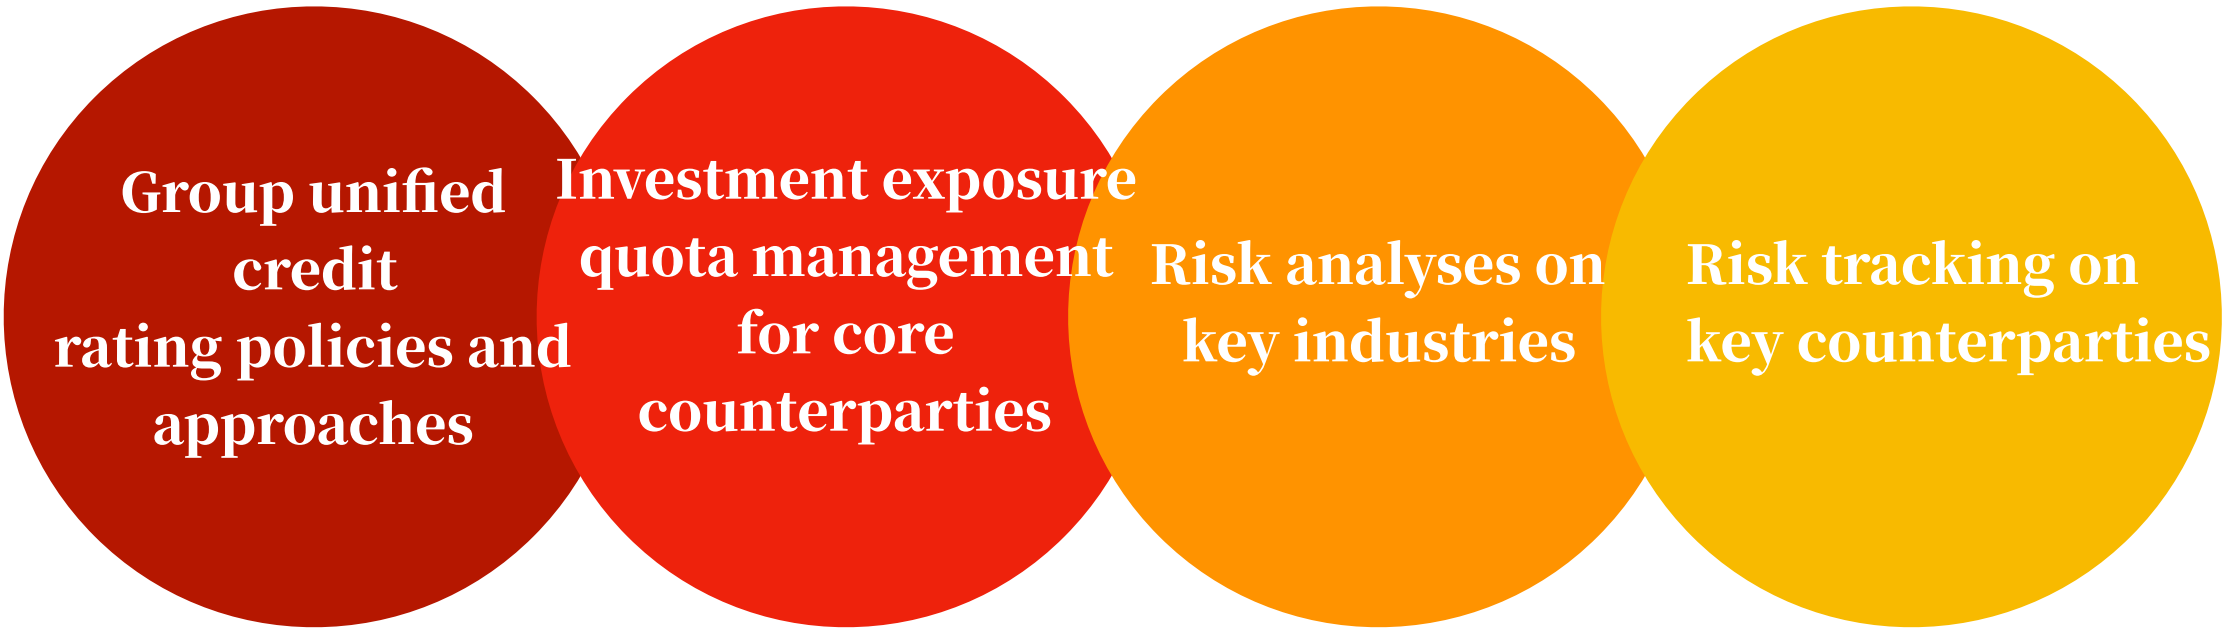 Group unified
credit
rating policies and
approaches
Investment exposure
quota management
for core
counterparties
Risk analyses on
key industries
Risk tracking on
key counterparties